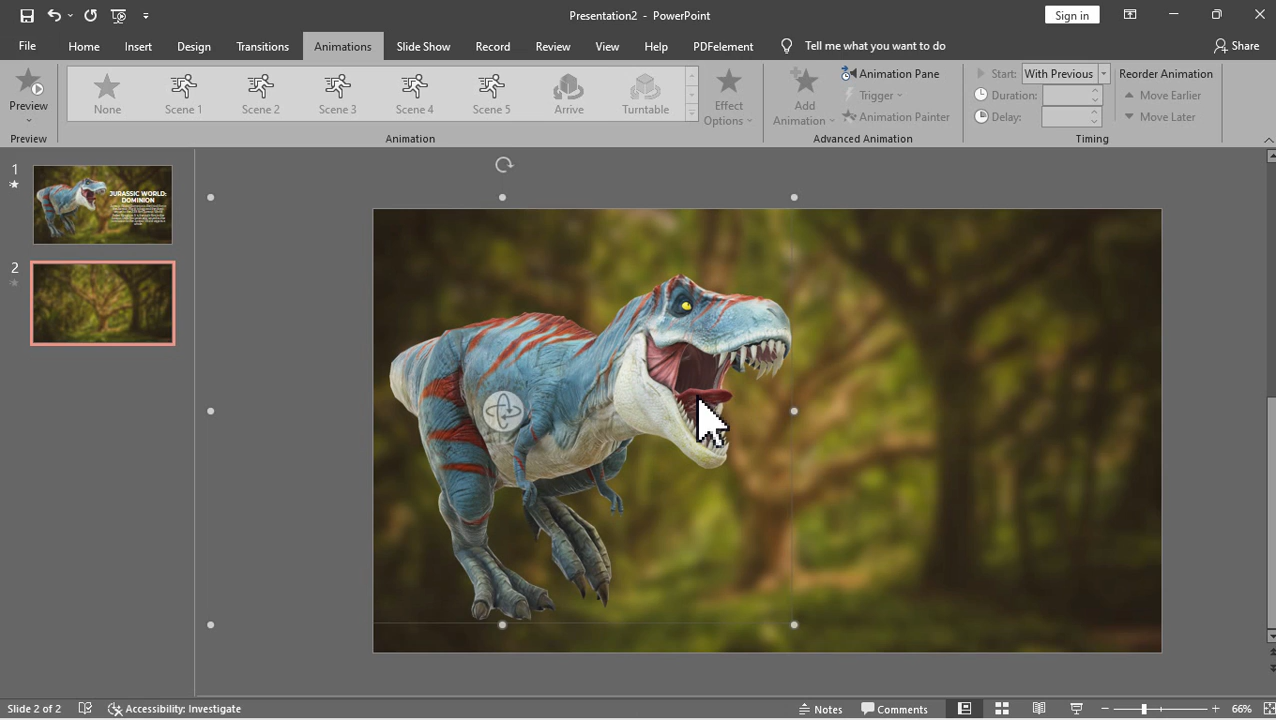 Presentation2 - PowerPoint
Sign in
File Home Insert Design Transitions Animations Slide Show Record Review View Help PDFelement Tell me what you want to do Share
Preview
Preview
None Scene 1 Scene 2 Scene 3 Scene 4 Scene 5 Arrive Turntable
Animation
Effect
Options
Add
Animation
Animation Pane
Trigger
Animation Painter
Advanced Animation
Start: With Previous
Duration:
Delay:
Reorder Animation
Move Earlier
Move Later
Timing
1
JURASSIC WORLD:
DOMINION
2
Slide 2 of 2 Accessibility: Investigate Notes Comments 66%